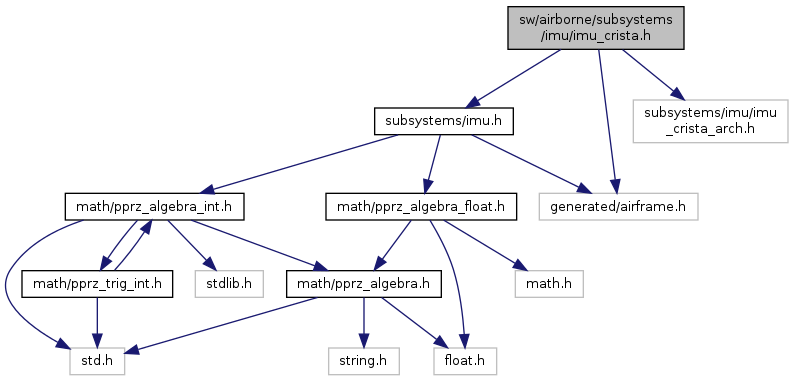 sw/airborne/subsystems
/imu/imu_crista.h
subsystems/imu.h
subsystems/imu/imu
_crista_arch.h
math/pprz_algebra_int.h
math/pprz_algebra_float.h
generated/airframe.h
math/pprz_trig_int.h
stdlib.h
math/pprz_algebra.h
math.h
std.h
string.h
float.h